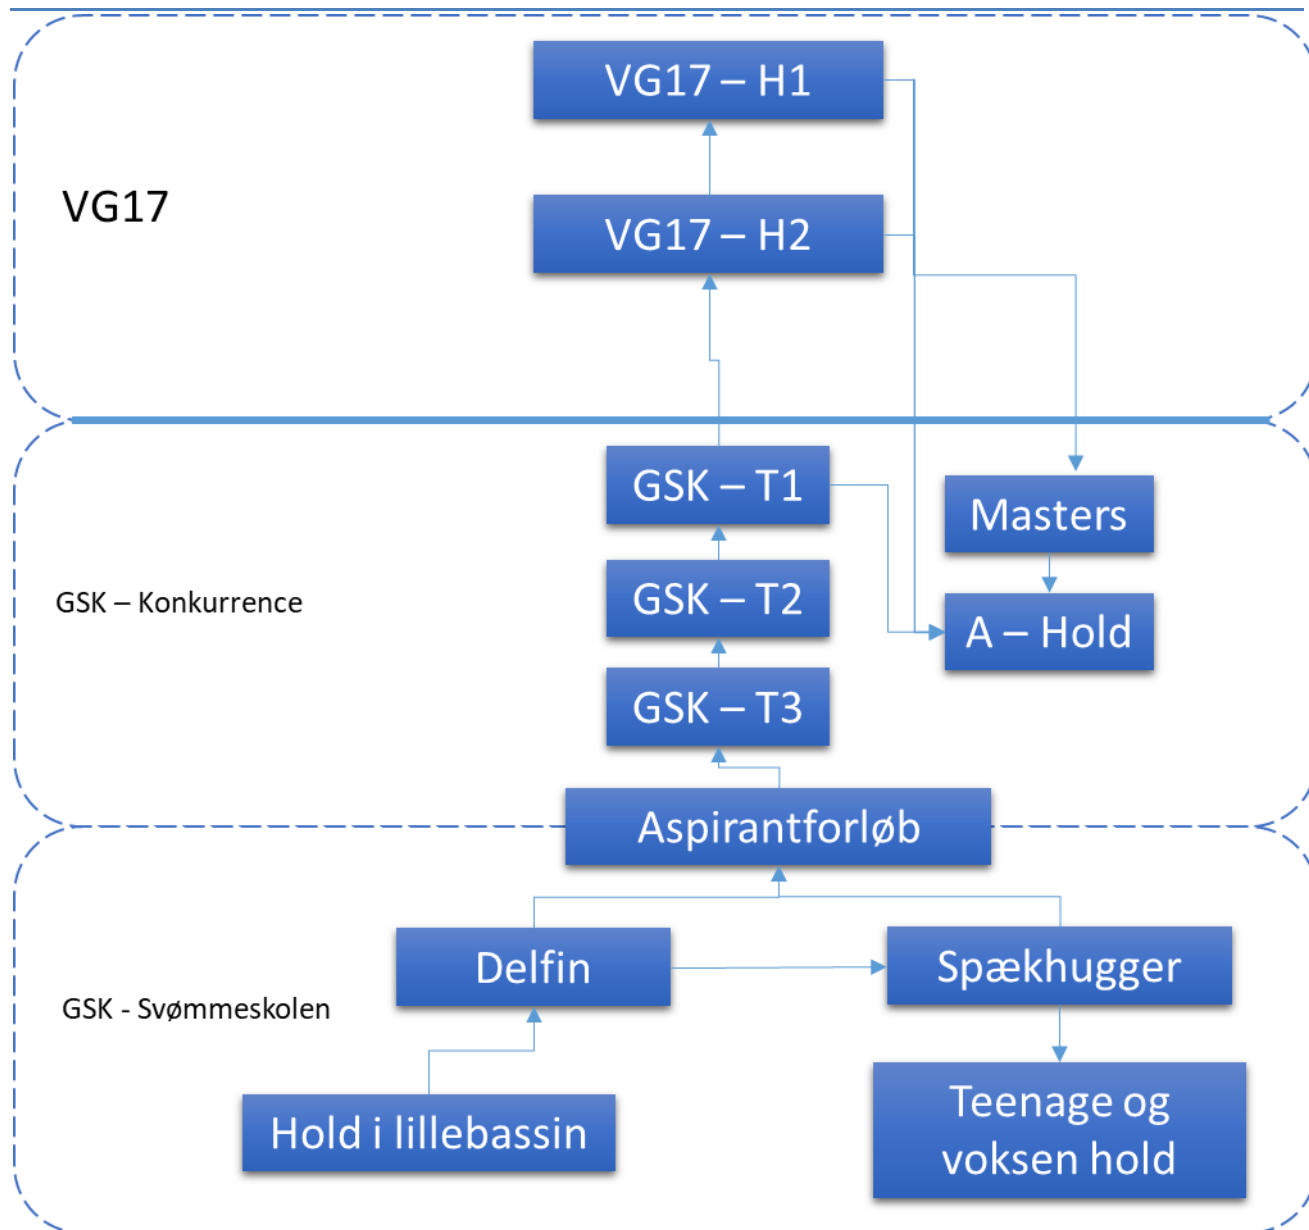 VG17 – H1
VG17
VG17 – H2
GSK – T1
Masters
GSK – Konkurrence
GSK – T2
A – Hold
GSK – T3
Aspirantforløb
Delfin
Spækhugger
GSK - Svømmeskolen
Hold i lillebassin
Teenage og
voksen hold